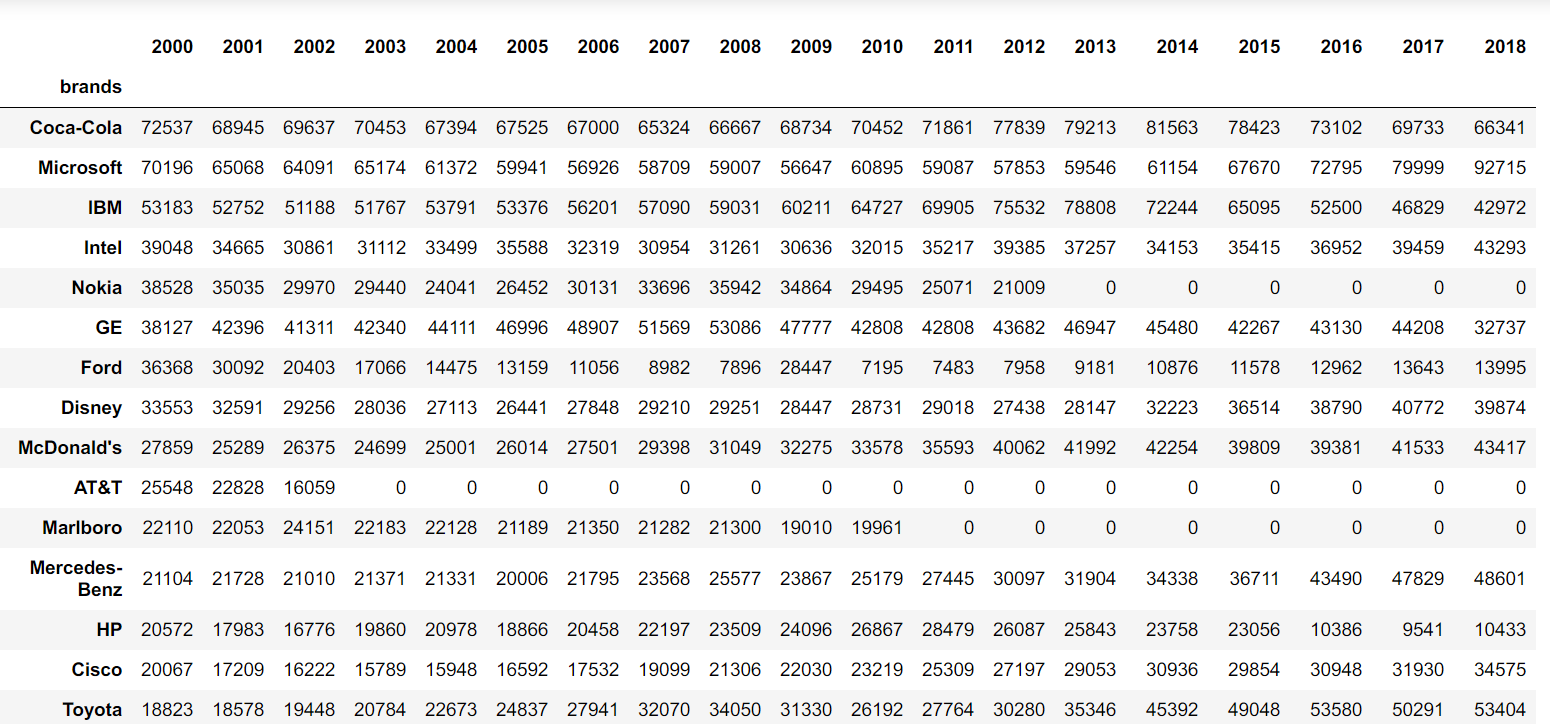 2000 2001 2002 2003 2004 2005 2006 2007 2008 2009 2010 2011 2012 2013 2014 2015 2016 2017 2018
brands
Coca-Cola 72537 68945 69637 70453 67394 67525 67000 65324 66667 68734 70452 71861 77839 79213 81563 78423 73102 69733 66341
Microsoft 70196 65068 64091 65174 61372 59941 56926 58709 59007 56647 60895 59087 57853 59546 61154 67670 72795 79999 92715
IBM 53183 52752 51188 51767 53791 53376 56201 57090 59031 60211 64727 69905 75532 78808 72244 65095 52500 46829 42972
Intel 39048 34665 30861 31112 33499 35588 32319 30954 31261 30636 32015 35217 39385 37257 34153 35415 36952 39459 43293
Nokia 38528 35035 29970 29440 24041 26452 30131 33696 35942 34864 29495 25071 21009 0 0 0 0 0 0
GE 38127 42396 41311 42340 44111 46996 48907 51569 53086 47777 42808 42808 43682 46947 45480 42267 43130 44208 32737
Ford 36368 30092 20403 17066 14475 13159 11056 8982 7896 28447 7195 7483 7958 9181 10876 11578 12962 13643 13995
Disney 33553 32591 29256 28036 27113 26441 27848 29210 29251 28447 28731 29018 27438 28147 32223 36514 38790 40772 39874
McDonald's 27859 25289 26375 24699 25001 26014 27501 29398 31049 32275 33578 35593 40062 41992 42254 39809 39381 41533 43417
AT&T 25548 22828 16059 0 0 0 0 0 0 0 0 0 0 0 0 0 0 0 0
Marlboro 22110 22053 24151 22183 22128 21189 21350 21282 21300 19010 19961 0 0 0 0 0 0 0 0
Mercedes-
Benz 21104 21728 21010 21371 21331 20006 21795 23568 25577 23867 25179 27445 30097 31904 34338 36711 43490 47829 48601
HP 20572 17983 16776 19860 20978 18866 20458 22197 23509 24096 26867 28479 26087 25843 23758 23056 10386 9541 10433
Cisco 20067 17209 16222 15789 15948 16592 17532 19099 21306 22030 23219 25309 27197 29053 30936 29854 30948 31930 34575
Toyota 18823 18578 19448 20784 22673 24837 27941 32070 34050 31330 26192 27764 30280 35346 45392 49048 53580 50291 53404